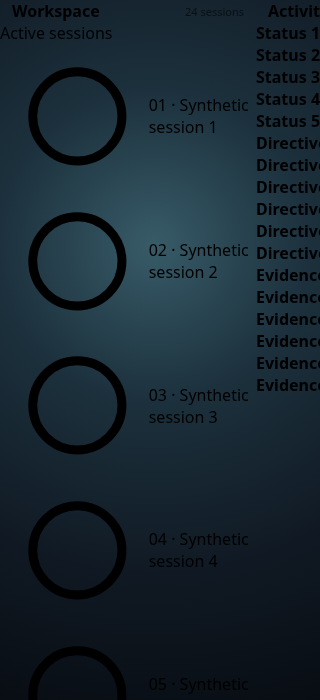 Workspace
24 sessions
Active sessions
01 · Synthetic
session 1
02 · Synthetic
session 2
03 · Synthetic
session 3
04 · Synthetic
session 4
05 · Synthetic
Activit
Status 1
Status 2
Status 3
Status 4
Status 5
Directive
Directive
Directive
Directive
Directive
Directive
Evidence
Evidence
Evidence
Evidence
Evidence
Evidence